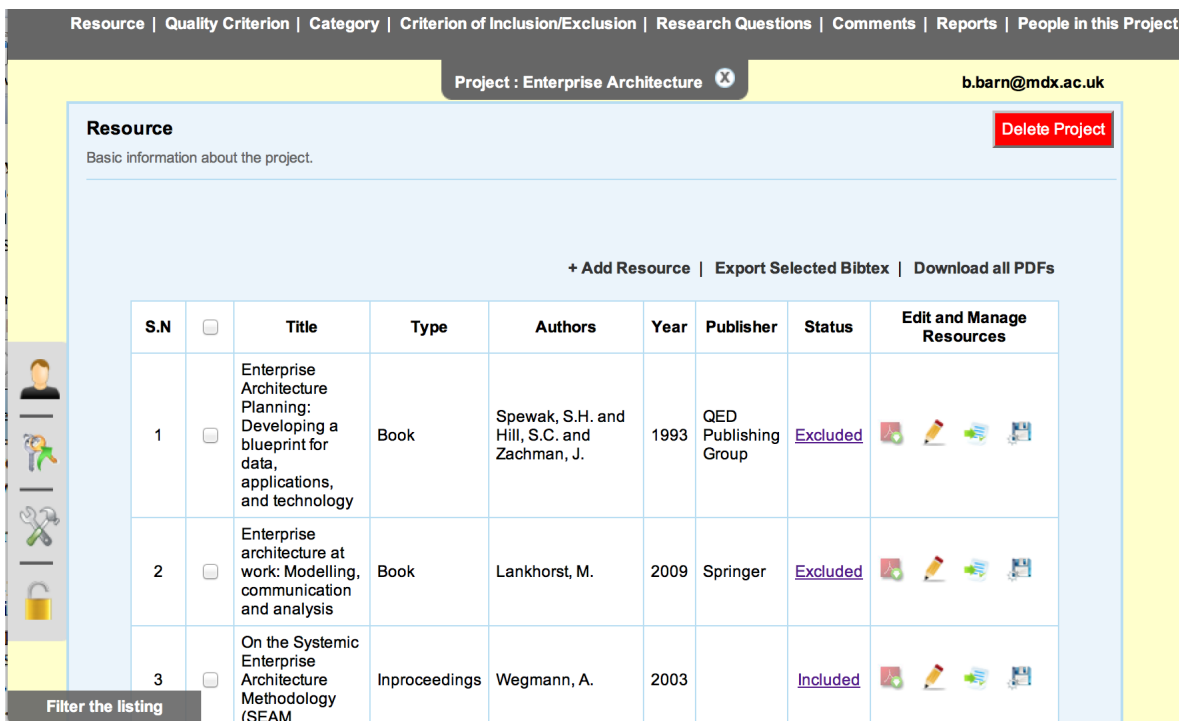 Resource | Quality Criterion | Category | Criterion of Inclusion/Exclusion | Research Questions | Comments | Reports | People in this Project
Project : Enterprise Architecture
b.barn@mdx.ac.uk
Resource
Delete Project
Basic information about the project.
+ Add Resource | Export Selected Bibtex | Download all PDFs
S.N
Title
Type
Authors
Year
Publisher
Status
Edit and Manage
Resources
1
Enterprise
Architecture
Planning:
Developing a
blueprint for
data,
applications,
and technology
Book
Spewak, S.H. and
Hill, S.C. and
Zachman, J.
1993
QED
Publishing
Group
Excluded
2
Enterprise
architecture at
work: Modelling,
communication
and analysis
Book
Lankhorst, M.
2009
Springer
Excluded
3
On the Systemic
Enterprise
Architecture
Methodology
(SEAM
Inproceedings
Wegmann, A.
2003
Included
Filter the listing